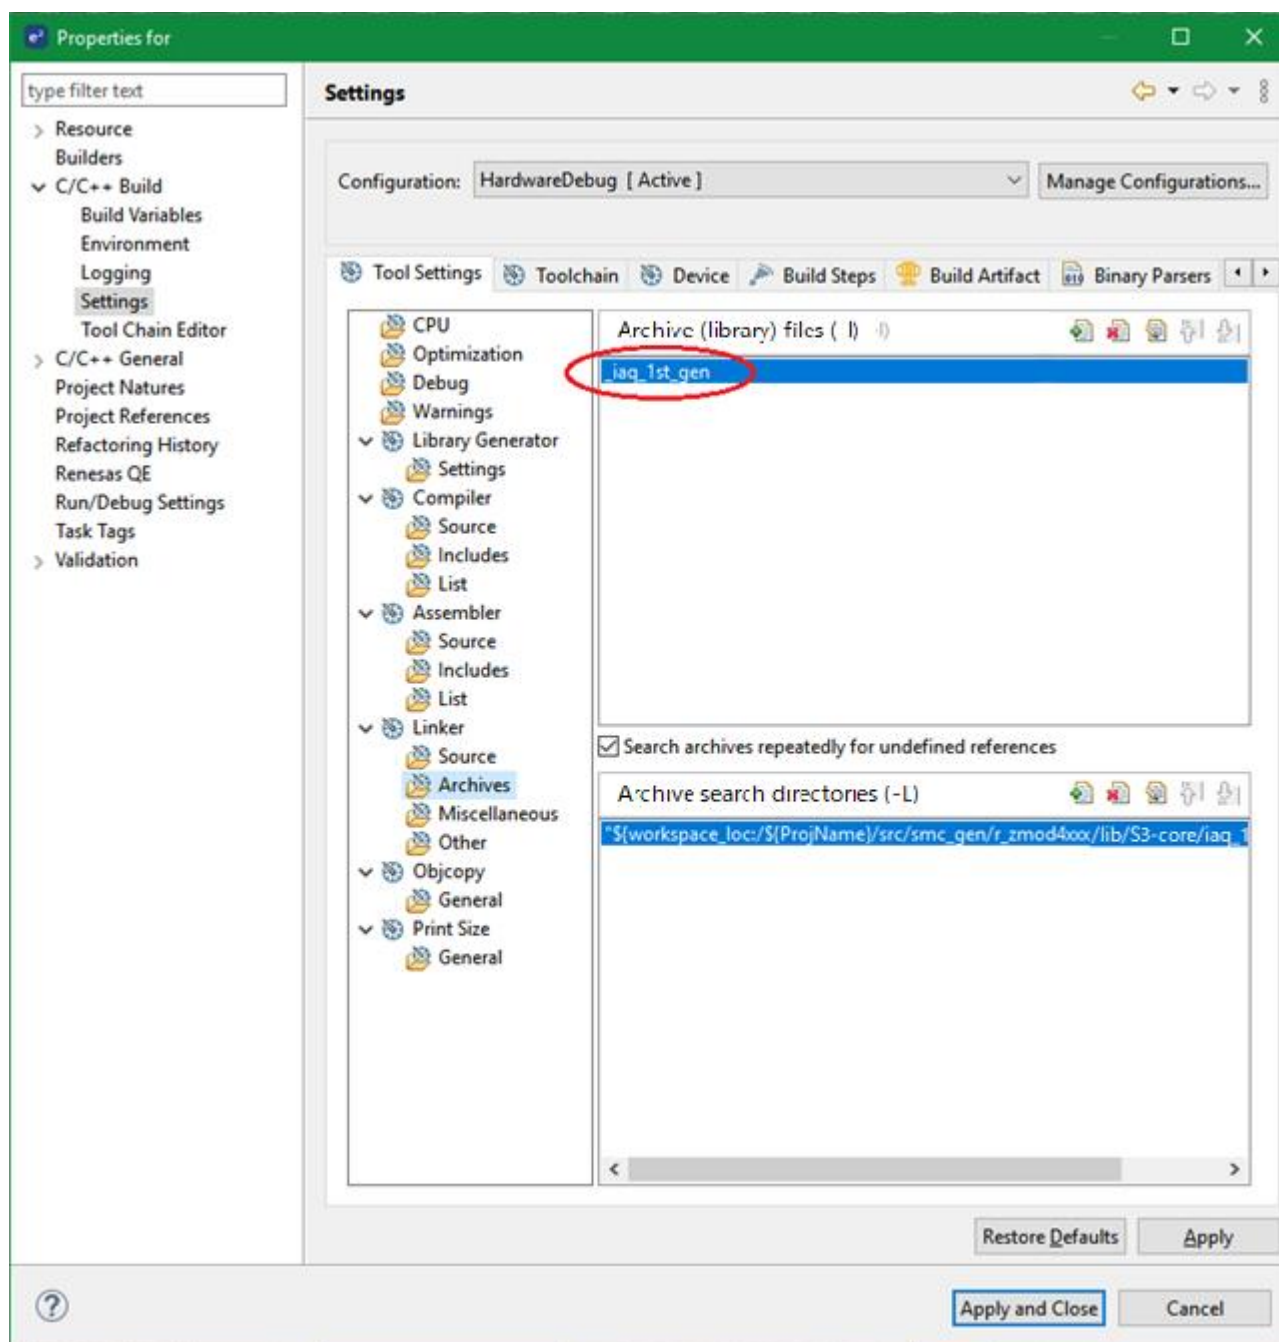 e² Properties for
type filter text
Resource
Builders
C/C++ Build
Build Variables
Environment
Logging
Settings
Tool Chain Editor
C/C++ General
Project Natures
Project References
Refactoring History
Renesas QE
Run/Debug Settings
Task Tags
Validation
Settings
Configuration: HardwareDebug [ Active ] Manage Configurations...
Tool Settings Toolchain Device Build Steps Build Artifact Binary Parsers
CPU
Optimization
Debug
Warnings
Library Generator
Settings
Compiler
Source
Includes
List
Assembler
Source
Includes
List
Linker
Source
Archives
Miscellaneous
Other
Objcopy
General
Print Size
General
Archive (library) files (-l)
_iaq_1st_gen
Search archives repeatedly for undefined references
Archive search directories (-L)
"${workspace_loc:/${ProjName}/src/smc_gen/r_zmod4xxx/lib/S3-core/iaq_1
Restore Defaults Apply
? Apply and Close Cancel